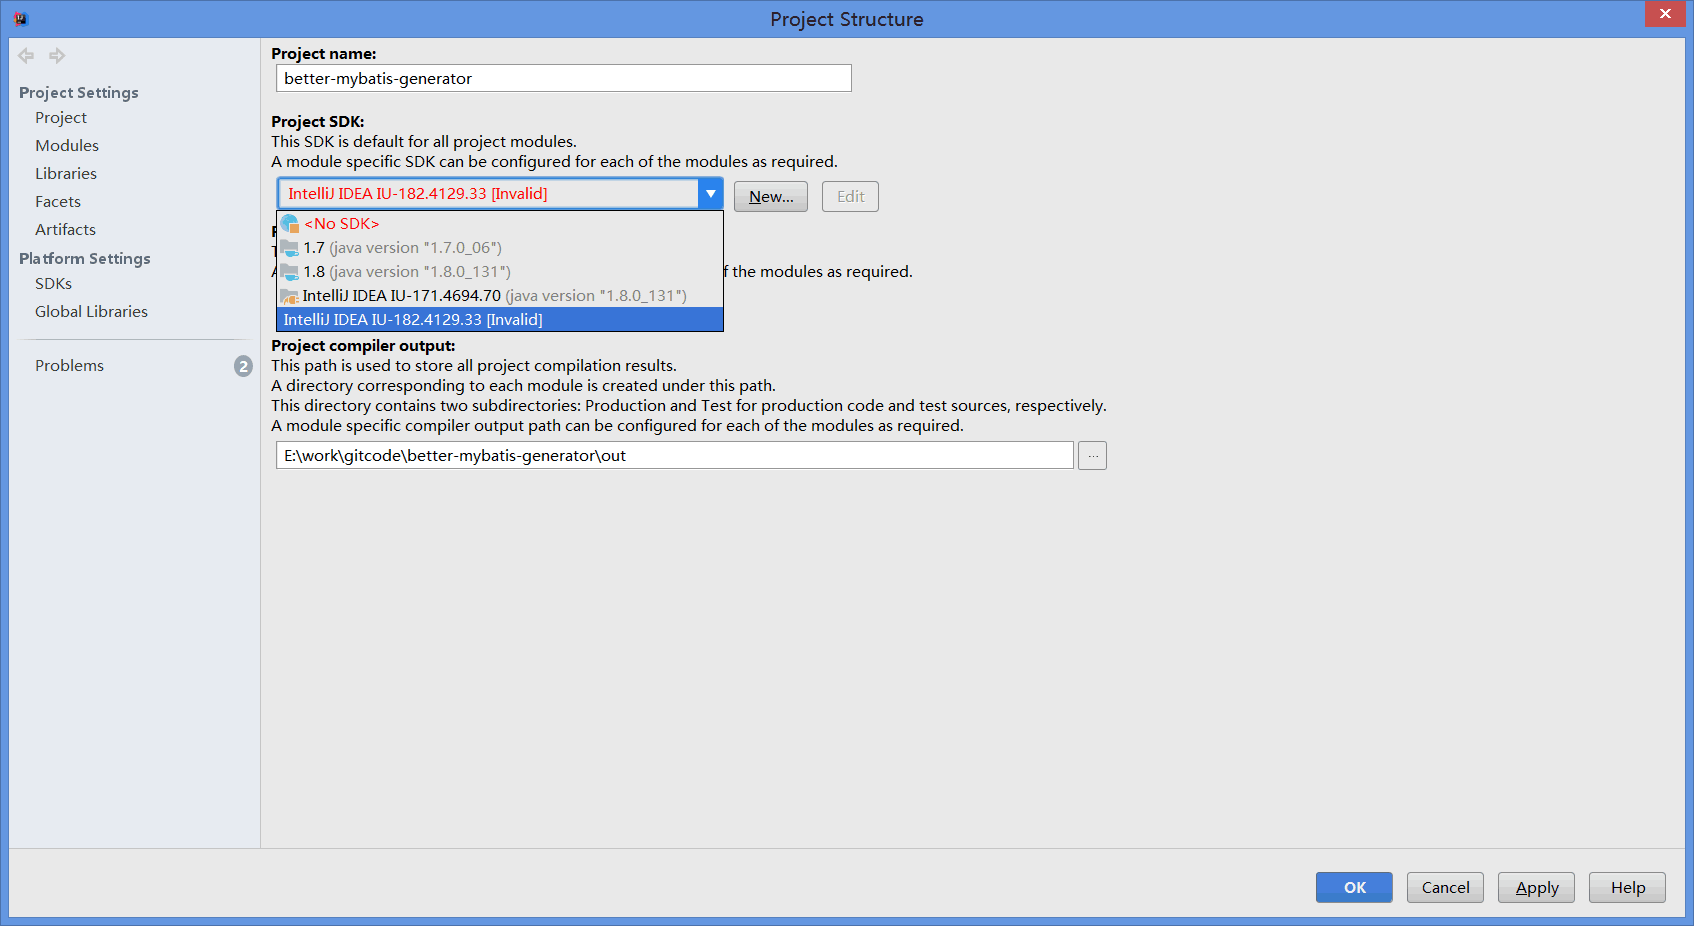 Project Structure
Project Settings
Project
Modules
Libraries
Facets
Artifacts
Platform Settings
SDKs
Global Libraries
Problems
2
Project name:
better-mybatis-generator
Project SDK:
This SDK is default for all project modules.
A module specific SDK can be configured for each of the modules as required.
IntelliJ IDEA IU-182.4129.33 [Invalid]
New...
Edit
<No SDK>
1.7 (java version "1.7.0_06")
1.8 (java version "1.8.0_131")
f the modules as required.
IntelliJ IDEA IU-171.4694.70 (java version "1.8.0_131")
IntelliJ IDEA IU-182.4129.33 [Invalid]
Project compiler output:
This path is used to store all project compilation results.
A directory corresponding to each module is created under this path.
This directory contains two subdirectories: Production and Test for production code and test sources, respectively.
A module specific compiler output path can be configured for each of the modules as required.
E:\work\gitcode\better-mybatis-generator\out
...
OK
Cancel
Apply
Help